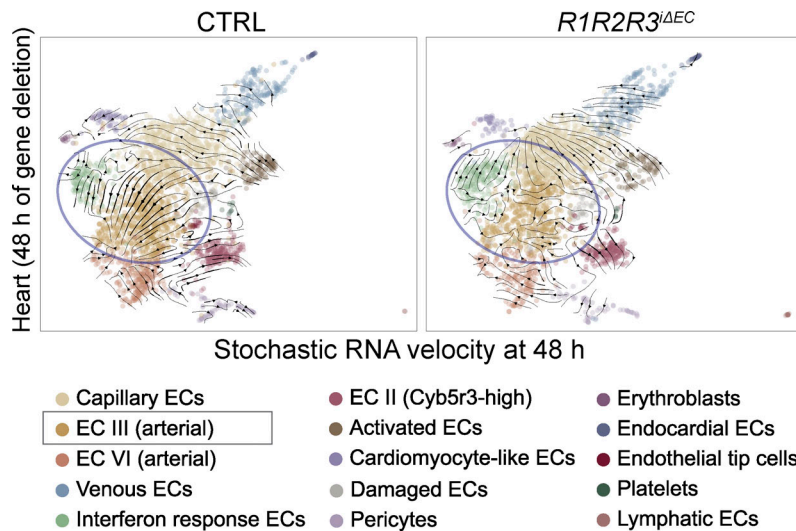 CTRL
R1R2R3iΔEC
Heart (48 h of gene deletion)
Stochastic RNA velocity at 48 h
Capillary ECs
EC III (arterial)
EC VI (arterial)
Venous ECs
Interferon response ECs
EC II (Cyb5r3-high)
Activated ECs
Cardiomyocyte-like ECs
Damaged ECs
Pericytes
Erythroblasts
Endocardial ECs
Endothelial tip cells
Platelets
Lymphatic ECs